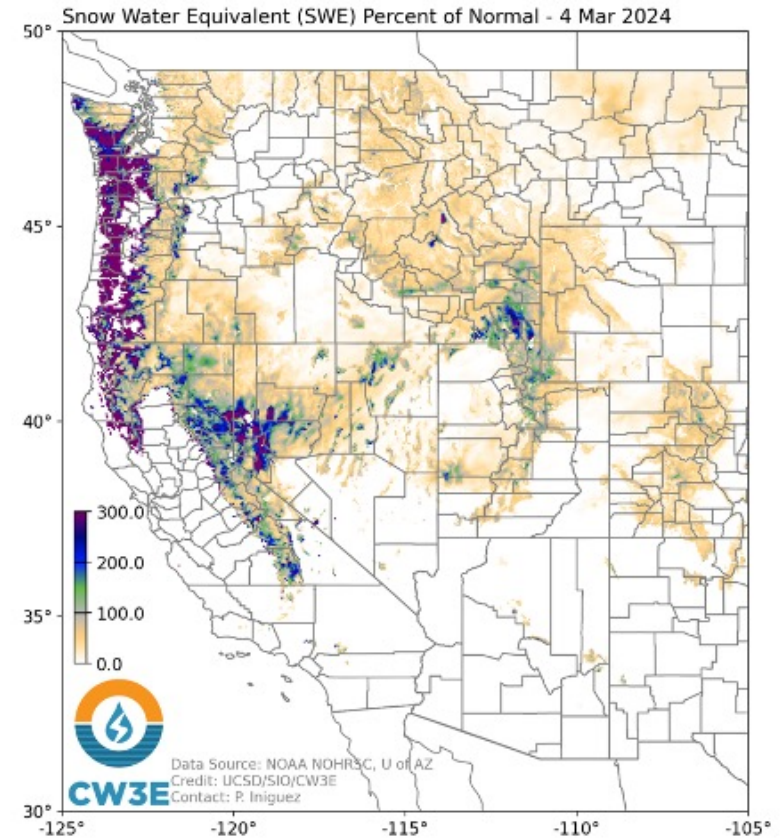 Snow Water Equivalent (SWE) Percent of Normal - 4 Mar 2024
50°
45°
40°
35°
30°
300.0
200.0
100.0
0.0
CW3E
Data Source: NOAA NOHRSC, U of AZ
Credit: UCSD/SIO/CW3E
Contact: P. Iniguez
-125° -120° -115° -110° -105°